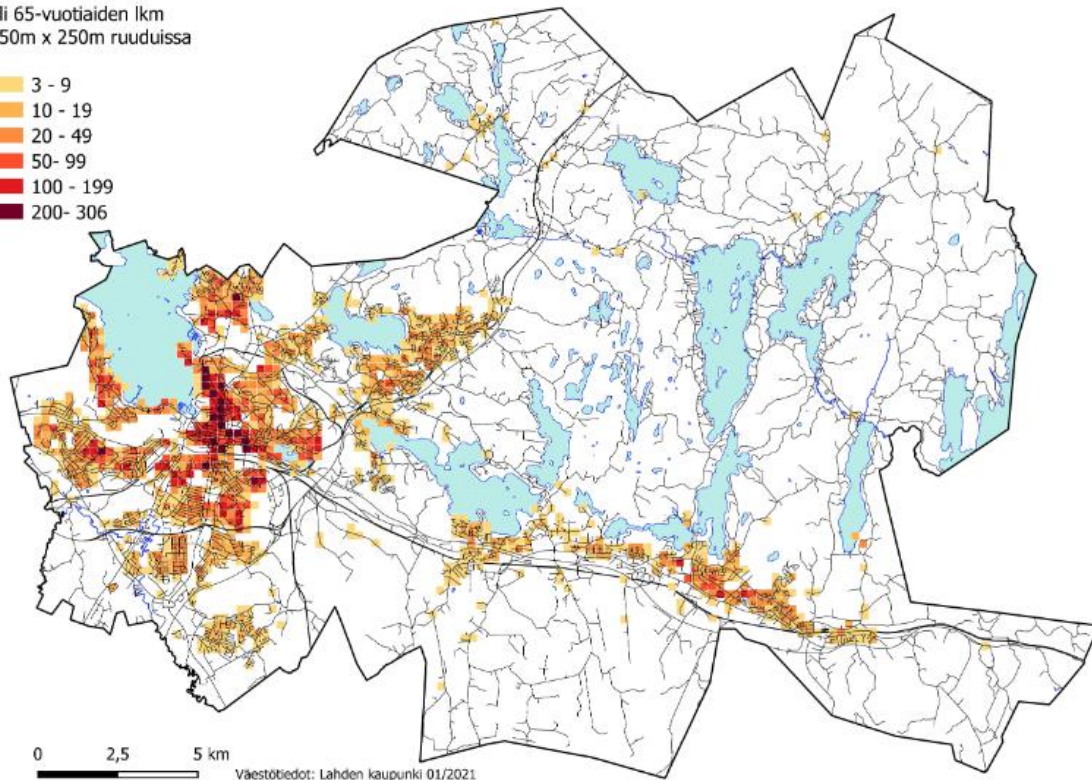 li 65-vuotiaiden lkm
50m x 250m ruuduissa
3 - 9
10 - 19
20 - 49
50- 99
100 - 199
200- 306
0 2,5 5 km
Väestötiedot: Lahden kaupunki 01/2021